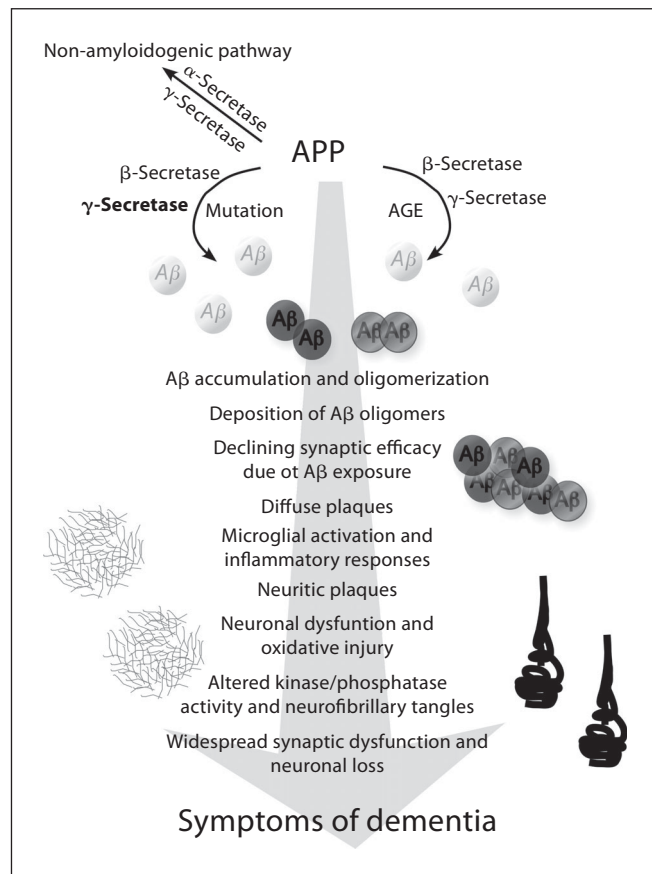 Non-amyloidogenic pathway
α-Secretase
γ-Secretase
APP
β-Secretase
γ-Secretase
Mutation
β-Secretase
γ-Secretase
AGE
Aβ
Aβ
Aβ
Aβ
Aβ
Aβ
Aβ
Aβ
Aβ
Aβ accumulation and oligomerization
Deposition of Aβ oligomers
Declining synaptic efficacy
due ot Aβ exposure
Aβ
Aβ
Aβ
Aβ
Aβ
Aβ
Aβ
Diffuse plaques
Microglial activation and
inflammatory responses
Neuritic plaques
Neuronal dysfuntion and
oxidative injury
Altered kinase/phosphatase
activity and neurofibrillary tangles
Widespread synaptic dysfunction and
neuronal loss
Symptoms of dementia